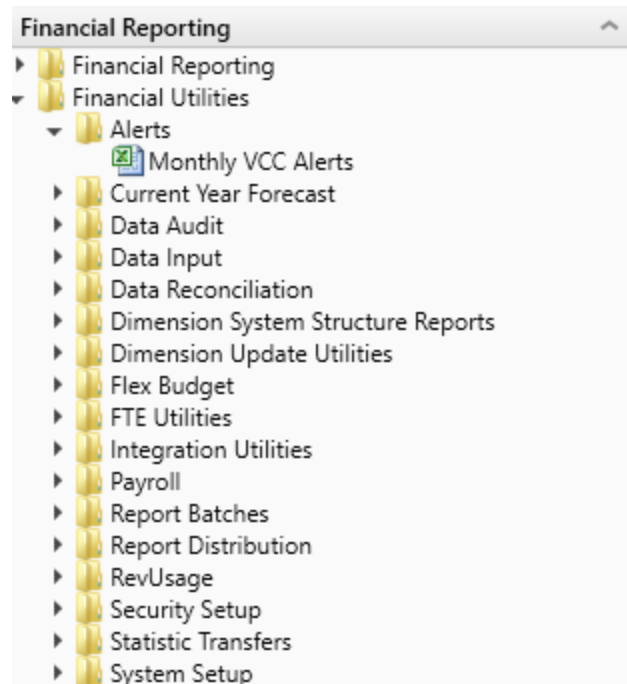 Financial Reporting
Financial Reporting
Financial Utilities
Alerts
Monthly VCC Alerts
Current Year Forecast
Data Audit
Data Input
Data Reconciliation
Dimension System Structure Reports
Dimension Update Utilities
Flex Budget
FTE Utilities
Integration Utilities
Payroll
Report Batches
Report Distribution
RevUsage
Security Setup
Statistic Transfers
System Setup